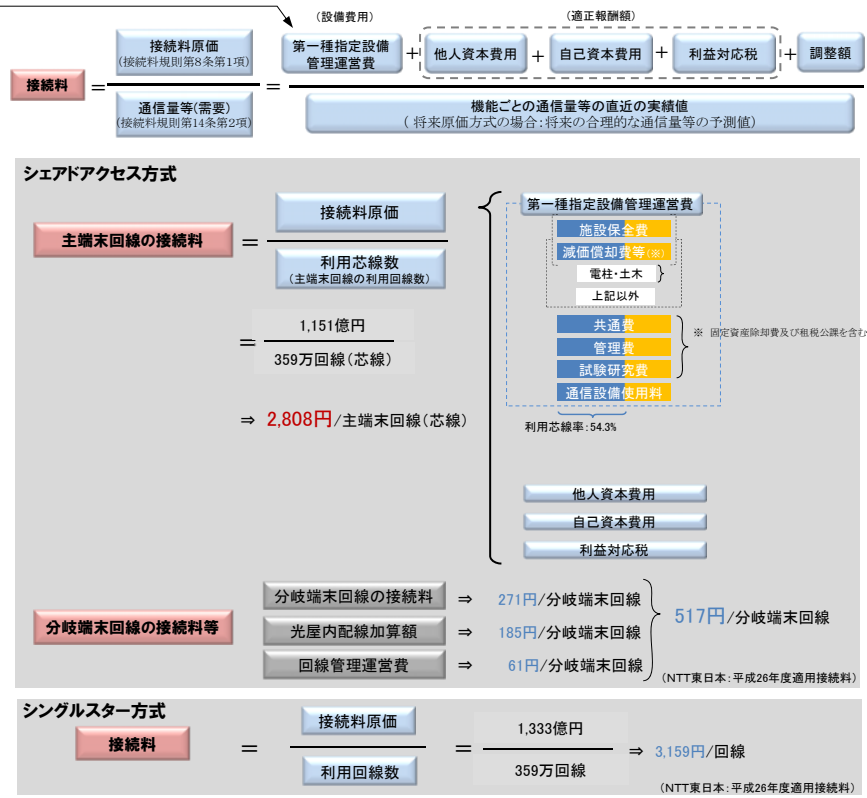 (設備費用)
(適正報酬額)
接続料
=
接続料原価
(接続料規則第8条第1項)
通信量等(需要)
(接続料規則第14条第2項)
=
第一種指定設備
管理運営費
+
他人資本費用
+
自己資本費用
+
利益対応税
+
調整額
機能ごとの通信量等の直近の実績値
( 将来原価方式の場合:将来の合理的な通信量等の予測値)
シェアドアクセス方式
主端末回線の接続料
=
接続料原価
利用芯線数
(主端末回線の利用回線数)
=
1,151億円
359万回線(芯線)
⇒ 2,808円/主端末回線(芯線)
第一種指定設備管理運営費
施設保全費
減価償却費等(※)
電柱・土木
上記以外
共通費
管理費
試験研究費
通信設備使用料
※ 固定資産除却費及び租税公課を含む
利用芯線率:54.3%
他人資本費用
自己資本費用
利益対応税
分岐端末回線の接続料等
分岐端末回線の接続料 ⇒ 271円/分岐端末回線
光屋内配線加算額 ⇒ 185円/分岐端末回線
回線管理運営費 ⇒ 61円/分岐端末回線
517円/分岐端末回線
(NTT東日本:平成26年度適用接続料)
シングルスター方式
接続料
=
接続料原価
利用回線数
=
1,333億円
359万回線
⇒ 3,159円/回線
(NTT東日本:平成26年度適用接続料)